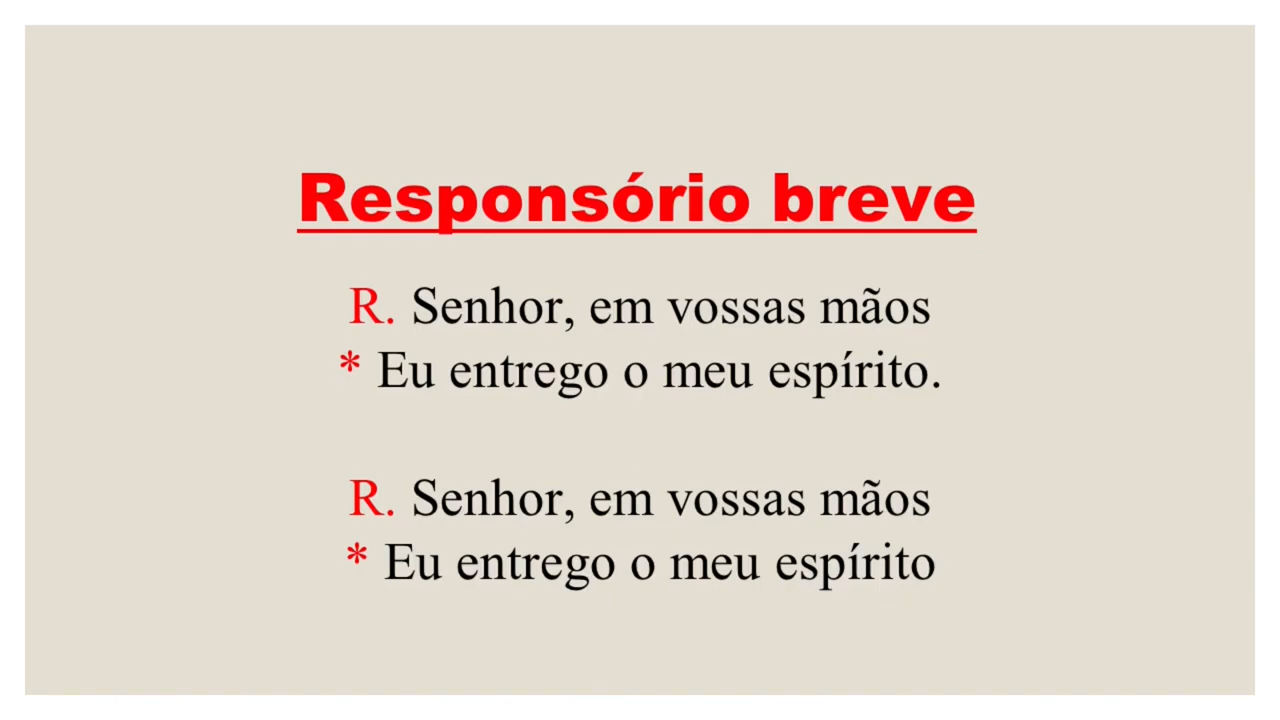 Responsório breve
R. Senhor, em vossas mãos
* Eu entrego o meu espírito.
R. Senhor, em vossas mãos
* Eu entrego o meu espírito